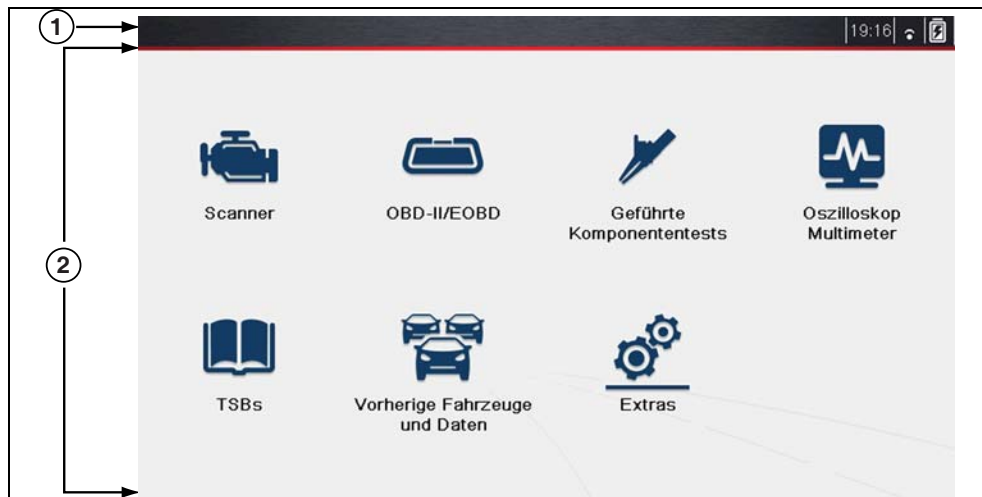 1
19:16
2
Scanner
OBD-II/EOBD
Geführte
Komponententests
Oszilloskop
Multimeter
TSBs
Vorherige Fahrzeuge
und Daten
Extras